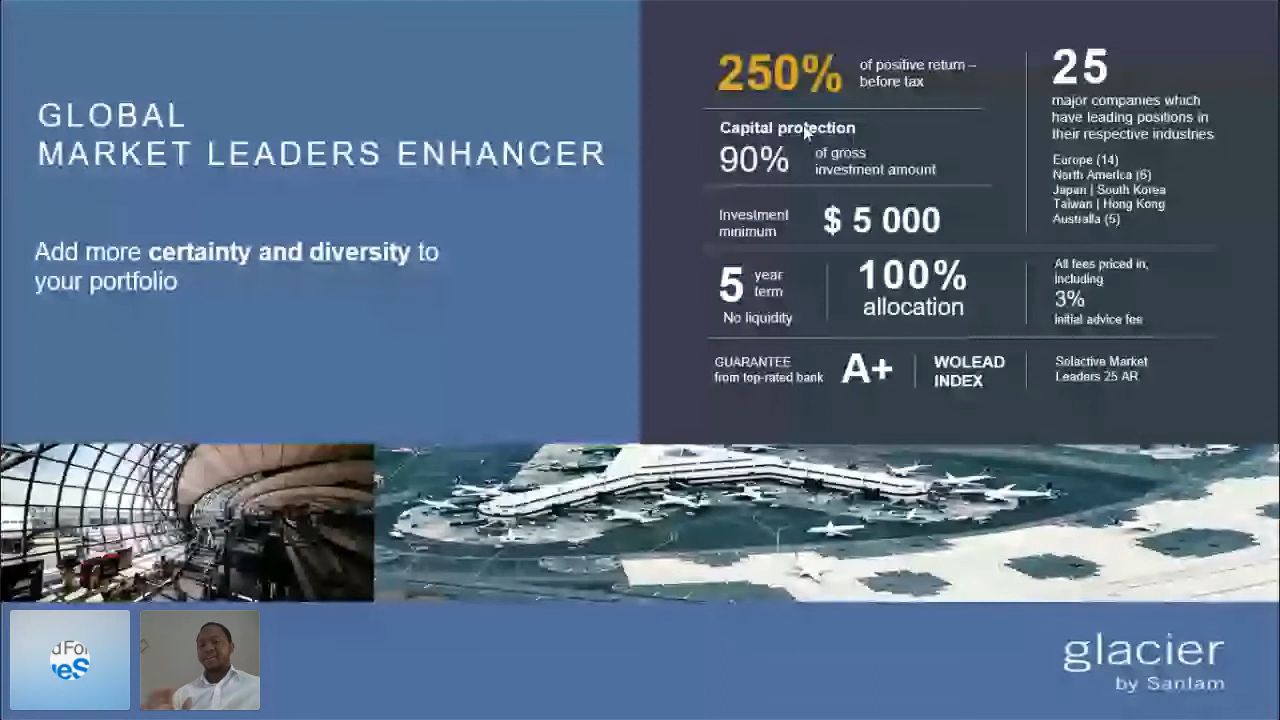 GLOBAL
MARKET LEADERS ENHANCER
Add more certainty and diversity to
your portfolio
250%
of positive return –
before tax
Capital protection
90%
of gross
investment amount
Investment
minimum
$ 5 000
25
major companies which
have leading positions in
their respective industries
Europe (14)
North America (6)
Japan | South Korea
Taiwan | Hong Kong
Australia (5)
5
year
term
No liquidity
100%
allocation
All fees priced in,
including
3%
initial advice fee
GUARANTEE
from top-rated bank
A+
WOLEAD
INDEX
Solactive Market
Leaders 25 AR
dFo
eS
glacier
by Sanlam